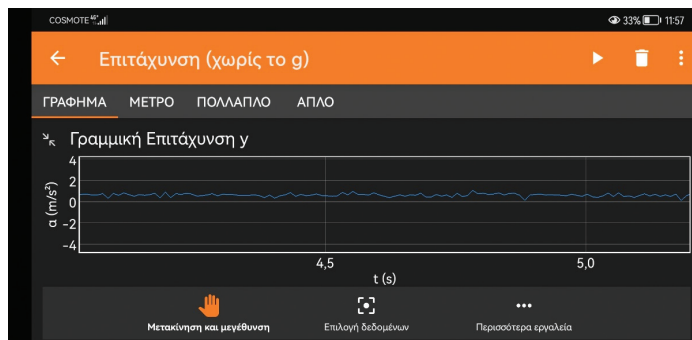 COSMOTE 4G+ 33% 11:57
Επιτάχυνση (χωρίς το g)
ΓΡΑΦΗΜΑ ΜΕΤΡΟ ΠΟΛΛΑΠΛΟ ΑΠΛΟ
Γραμμική Επιτάχυνση y
4
2
0
-2
-4
α (m/s²)
4,5 5,0
t (s)
Μετακίνηση και μεγέθυνση Επιλογή δεδομένων Περισσότερα εργαλεία